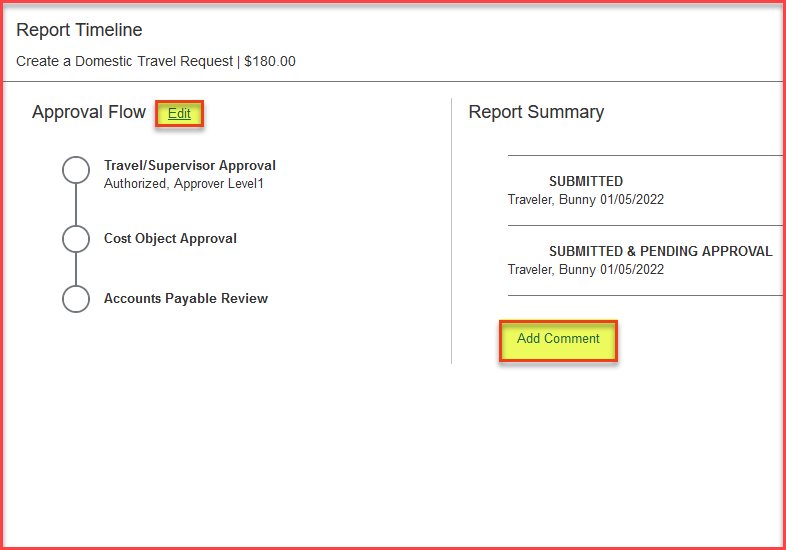 Report Timeline
Create a Domestic Travel Request | $180.00
Approval Flow Edit
Travel/Supervisor Approval
Authorized, Approver Level1
Cost Object Approval
Accounts Payable Review
Report Summary
SUBMITTED
Traveler, Bunny 01/05/2022
SUBMITTED & PENDING APPROVAL
Traveler, Bunny 01/05/2022
Add Comment